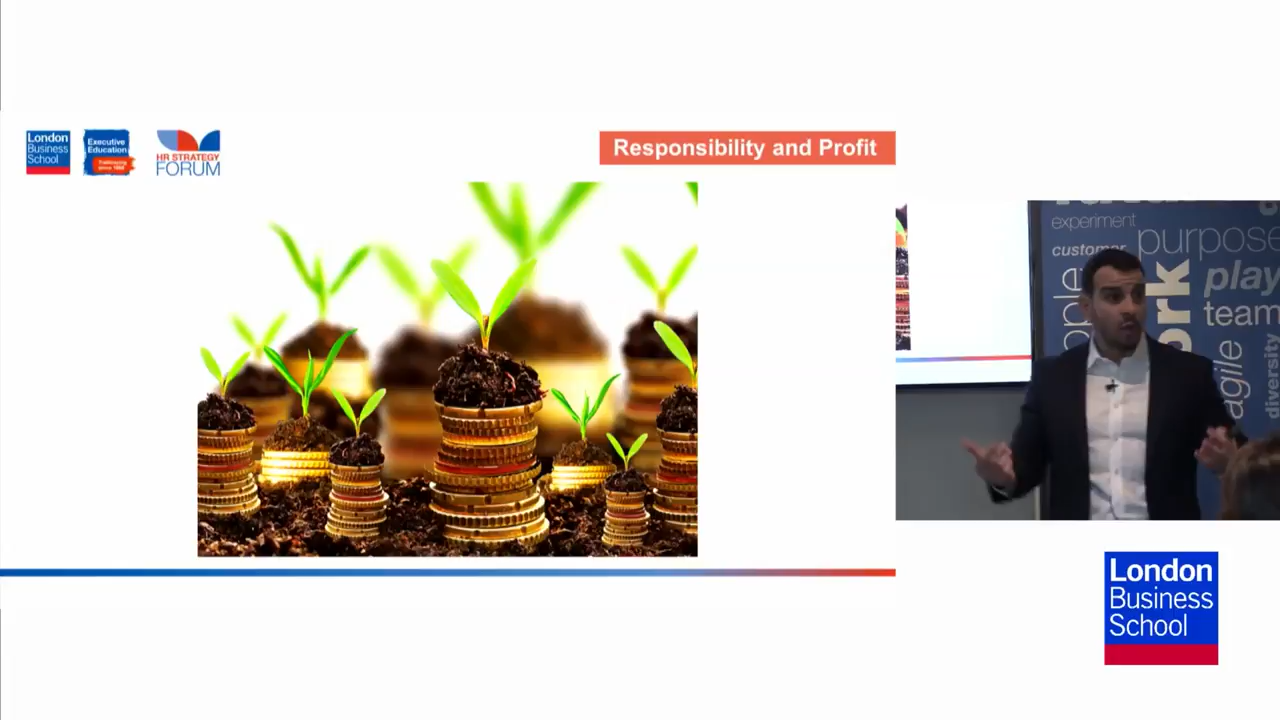 London
Business
School
Executive
Education
HR STRATEGY
FORUM
Responsibility and Profit
experiment
customer
purpose
play
team
agile
diversity
London
Business
School